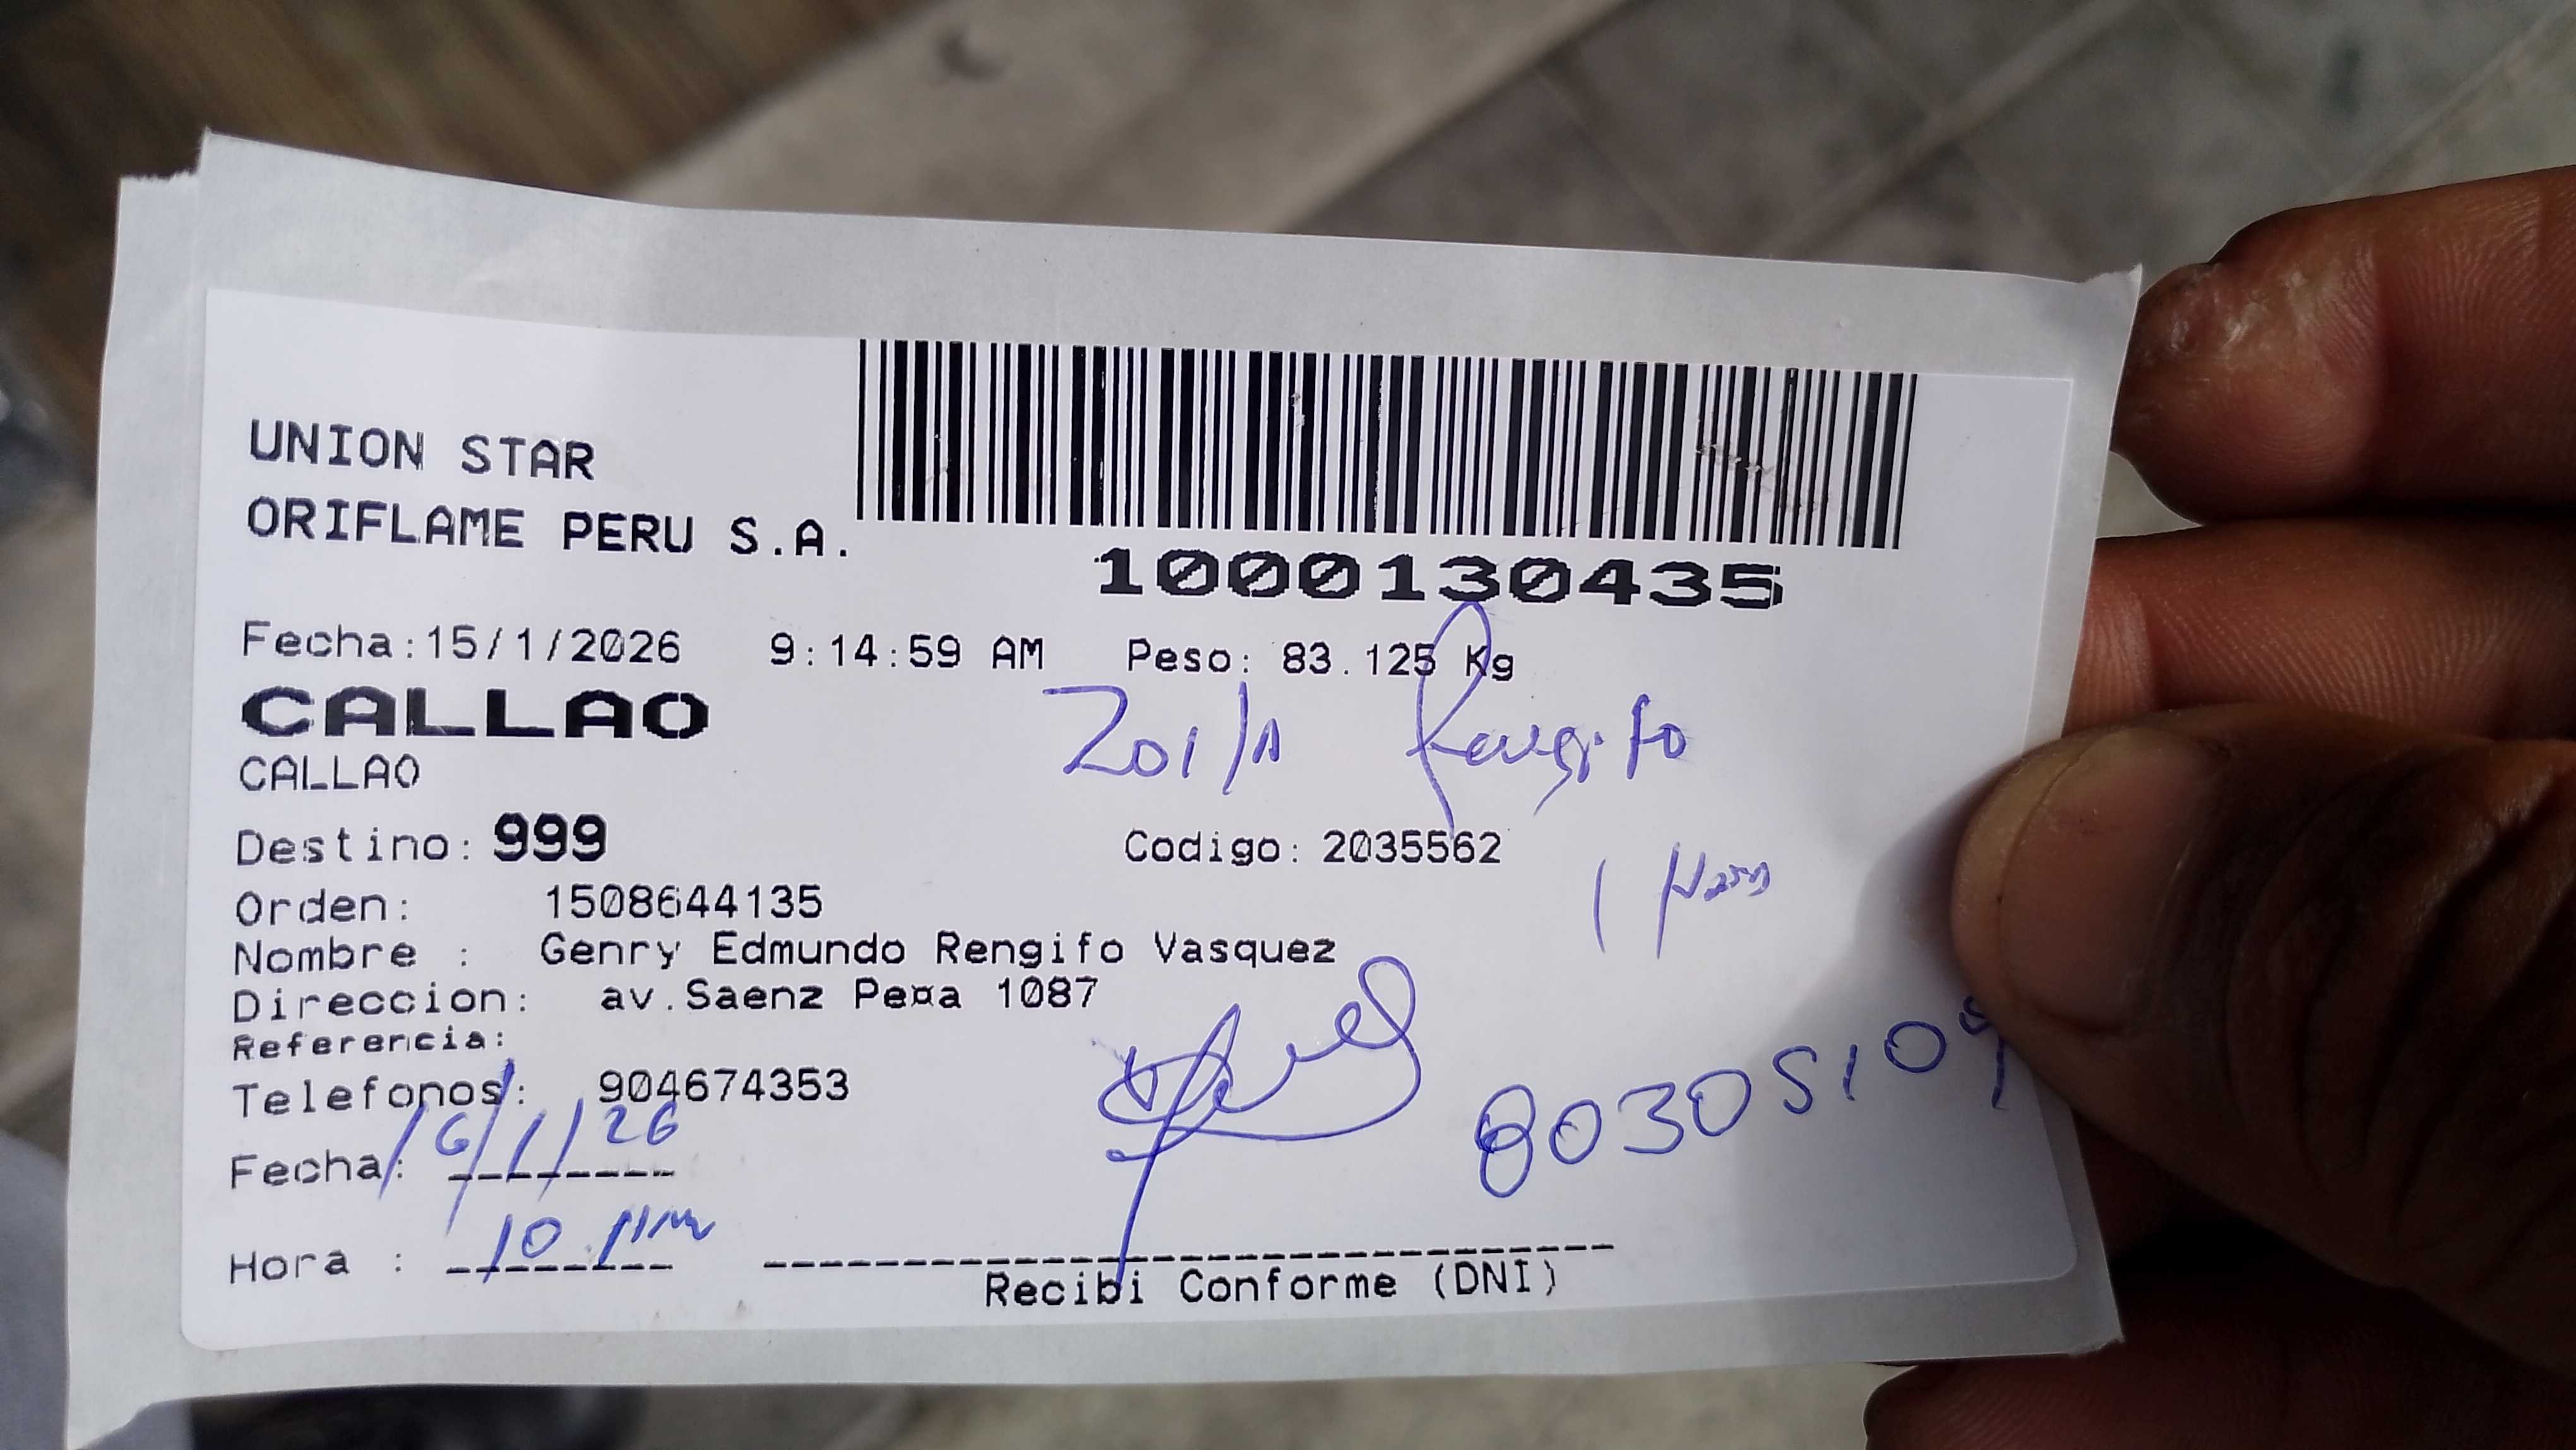 UNION STAR
ORIFLAME PERU S.A.
1000130435
Fecha:15/1/2026 9:14:59 AM Peso: 83.125 Kg
CALLAO
Rengifo
CALLAO
Destino: 999 Codigo: 2035562
Orden: 1508644135
1
Nombre : Genry Edmundo Rengifo Vasquez
Direccion: av.Saenz Pe¤a 1087
Referencia:
Telefonos: 904674353
Fecha: 16/1/26
Hora : 10
Recibi Conforme (DNI)